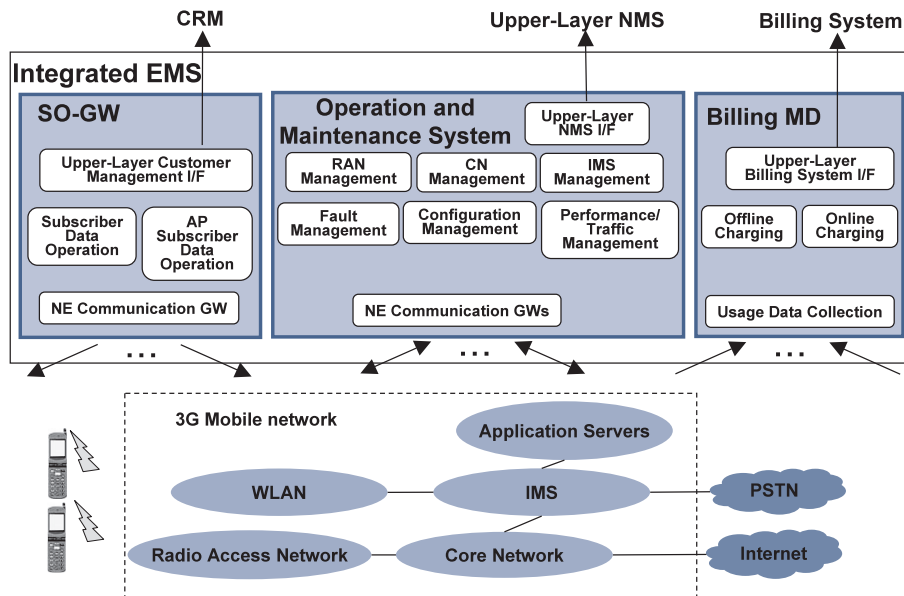 CRM
Upper-Layer NMS
Billing System
Integrated EMS
SO-GW
Upper-Layer Customer
Management I/F
Subscriber
Data
Operation
AP
Subscriber
Data
Operation
NE Communication GW
...
Operation and
Maintenance System
Upper-Layer
NMS I/F
RAN
Management
CN
Management
IMS
Management
Fault
Management
Configuration
Management
Performance/
Traffic
Management
NE Communication GWs
...
Billing MD
Upper-Layer
Billing System I/F
Offline
Charging
Online
Charging
Usage Data Collection
...
3G Mobile network
Application Servers
WLAN
IMS
PSTN
Radio Access Network
Core Network
Internet